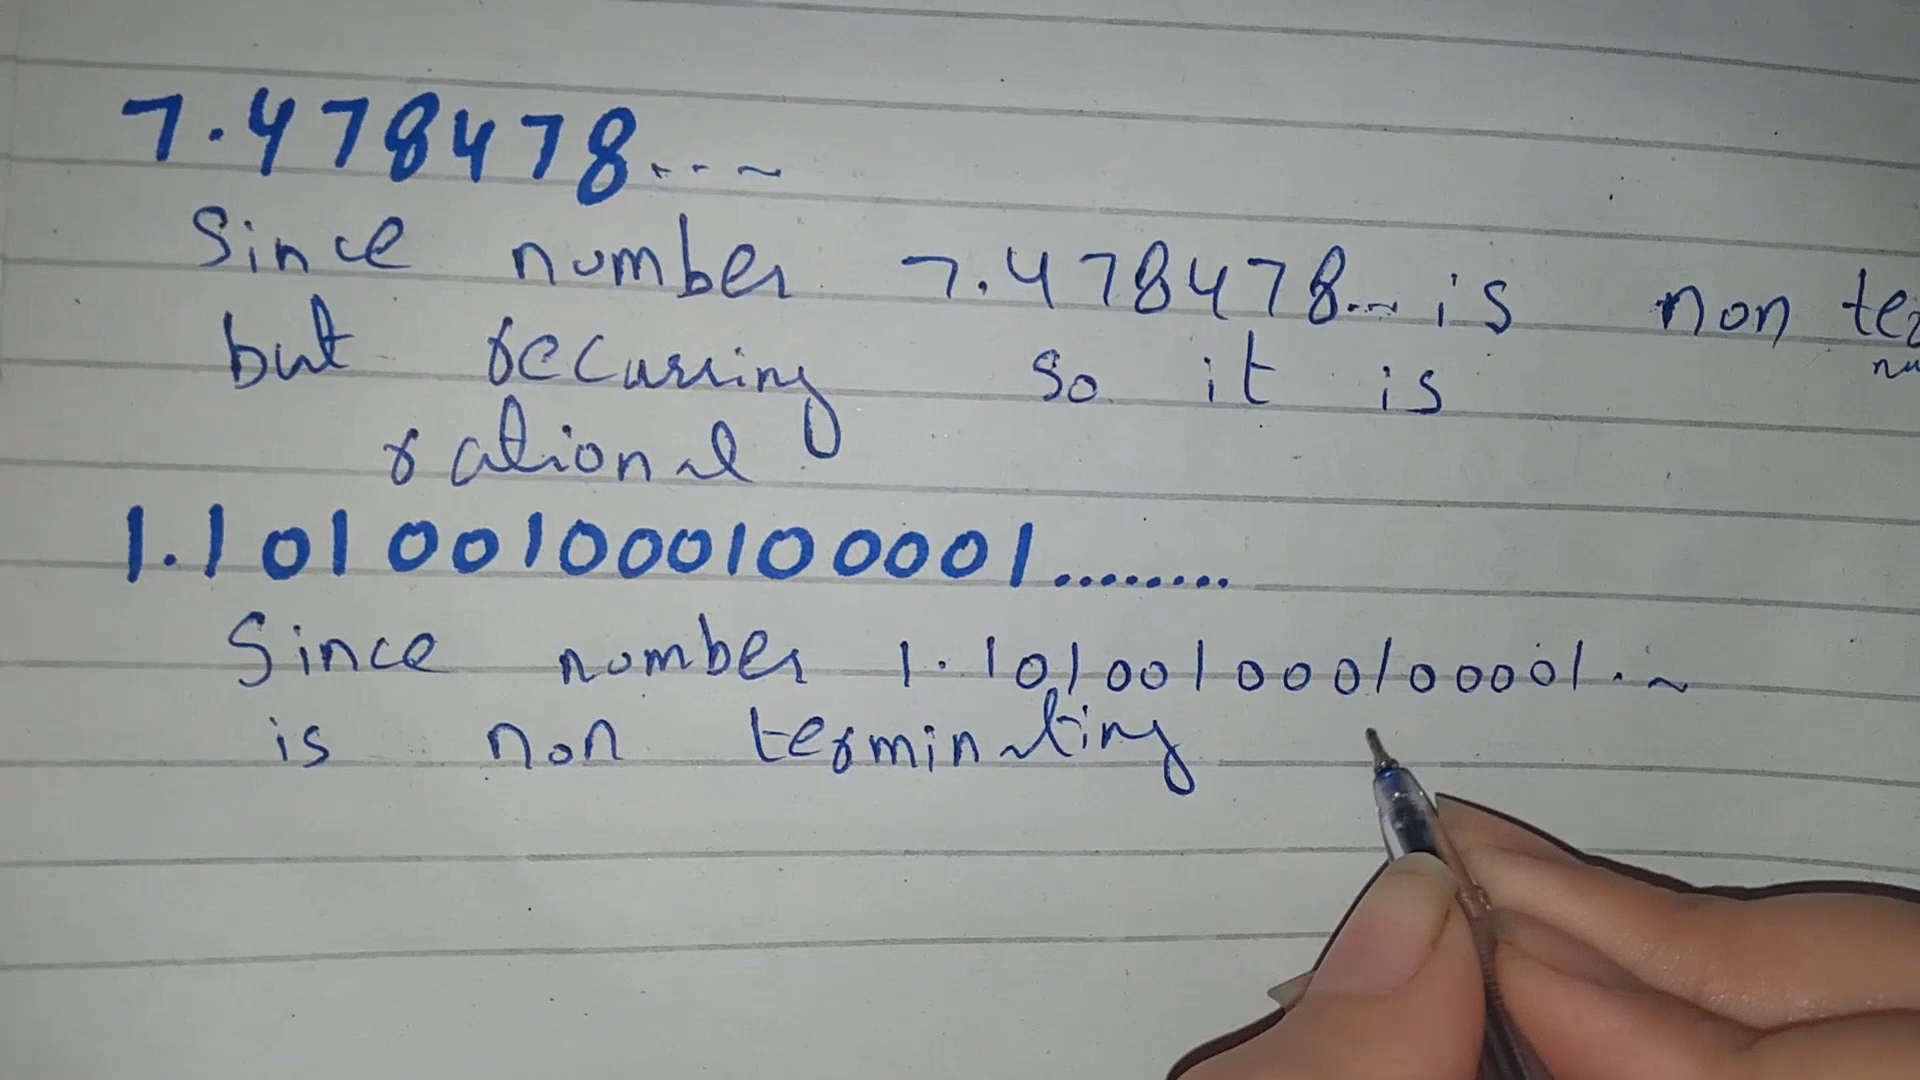 7.478478...
Since number 7.478478... is non
but recurring so it is
rational
1.101001000100001........
Since number 1.101001000100001...
is non terminating